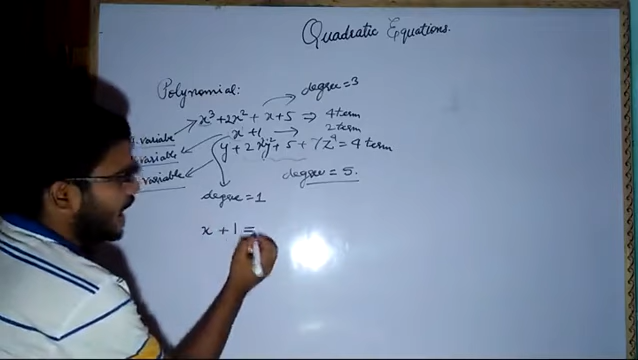 Quadratic Equations.
Polynomial:
degree = 3
x³ + 2x² + x + 5 ⇒ 4 term
variable
x + 1 → 2 term
variable
y + 2xy² + 5 + 7z⁴ = 4 term
variable
degree = 5.
degree = 1
x + 1 =